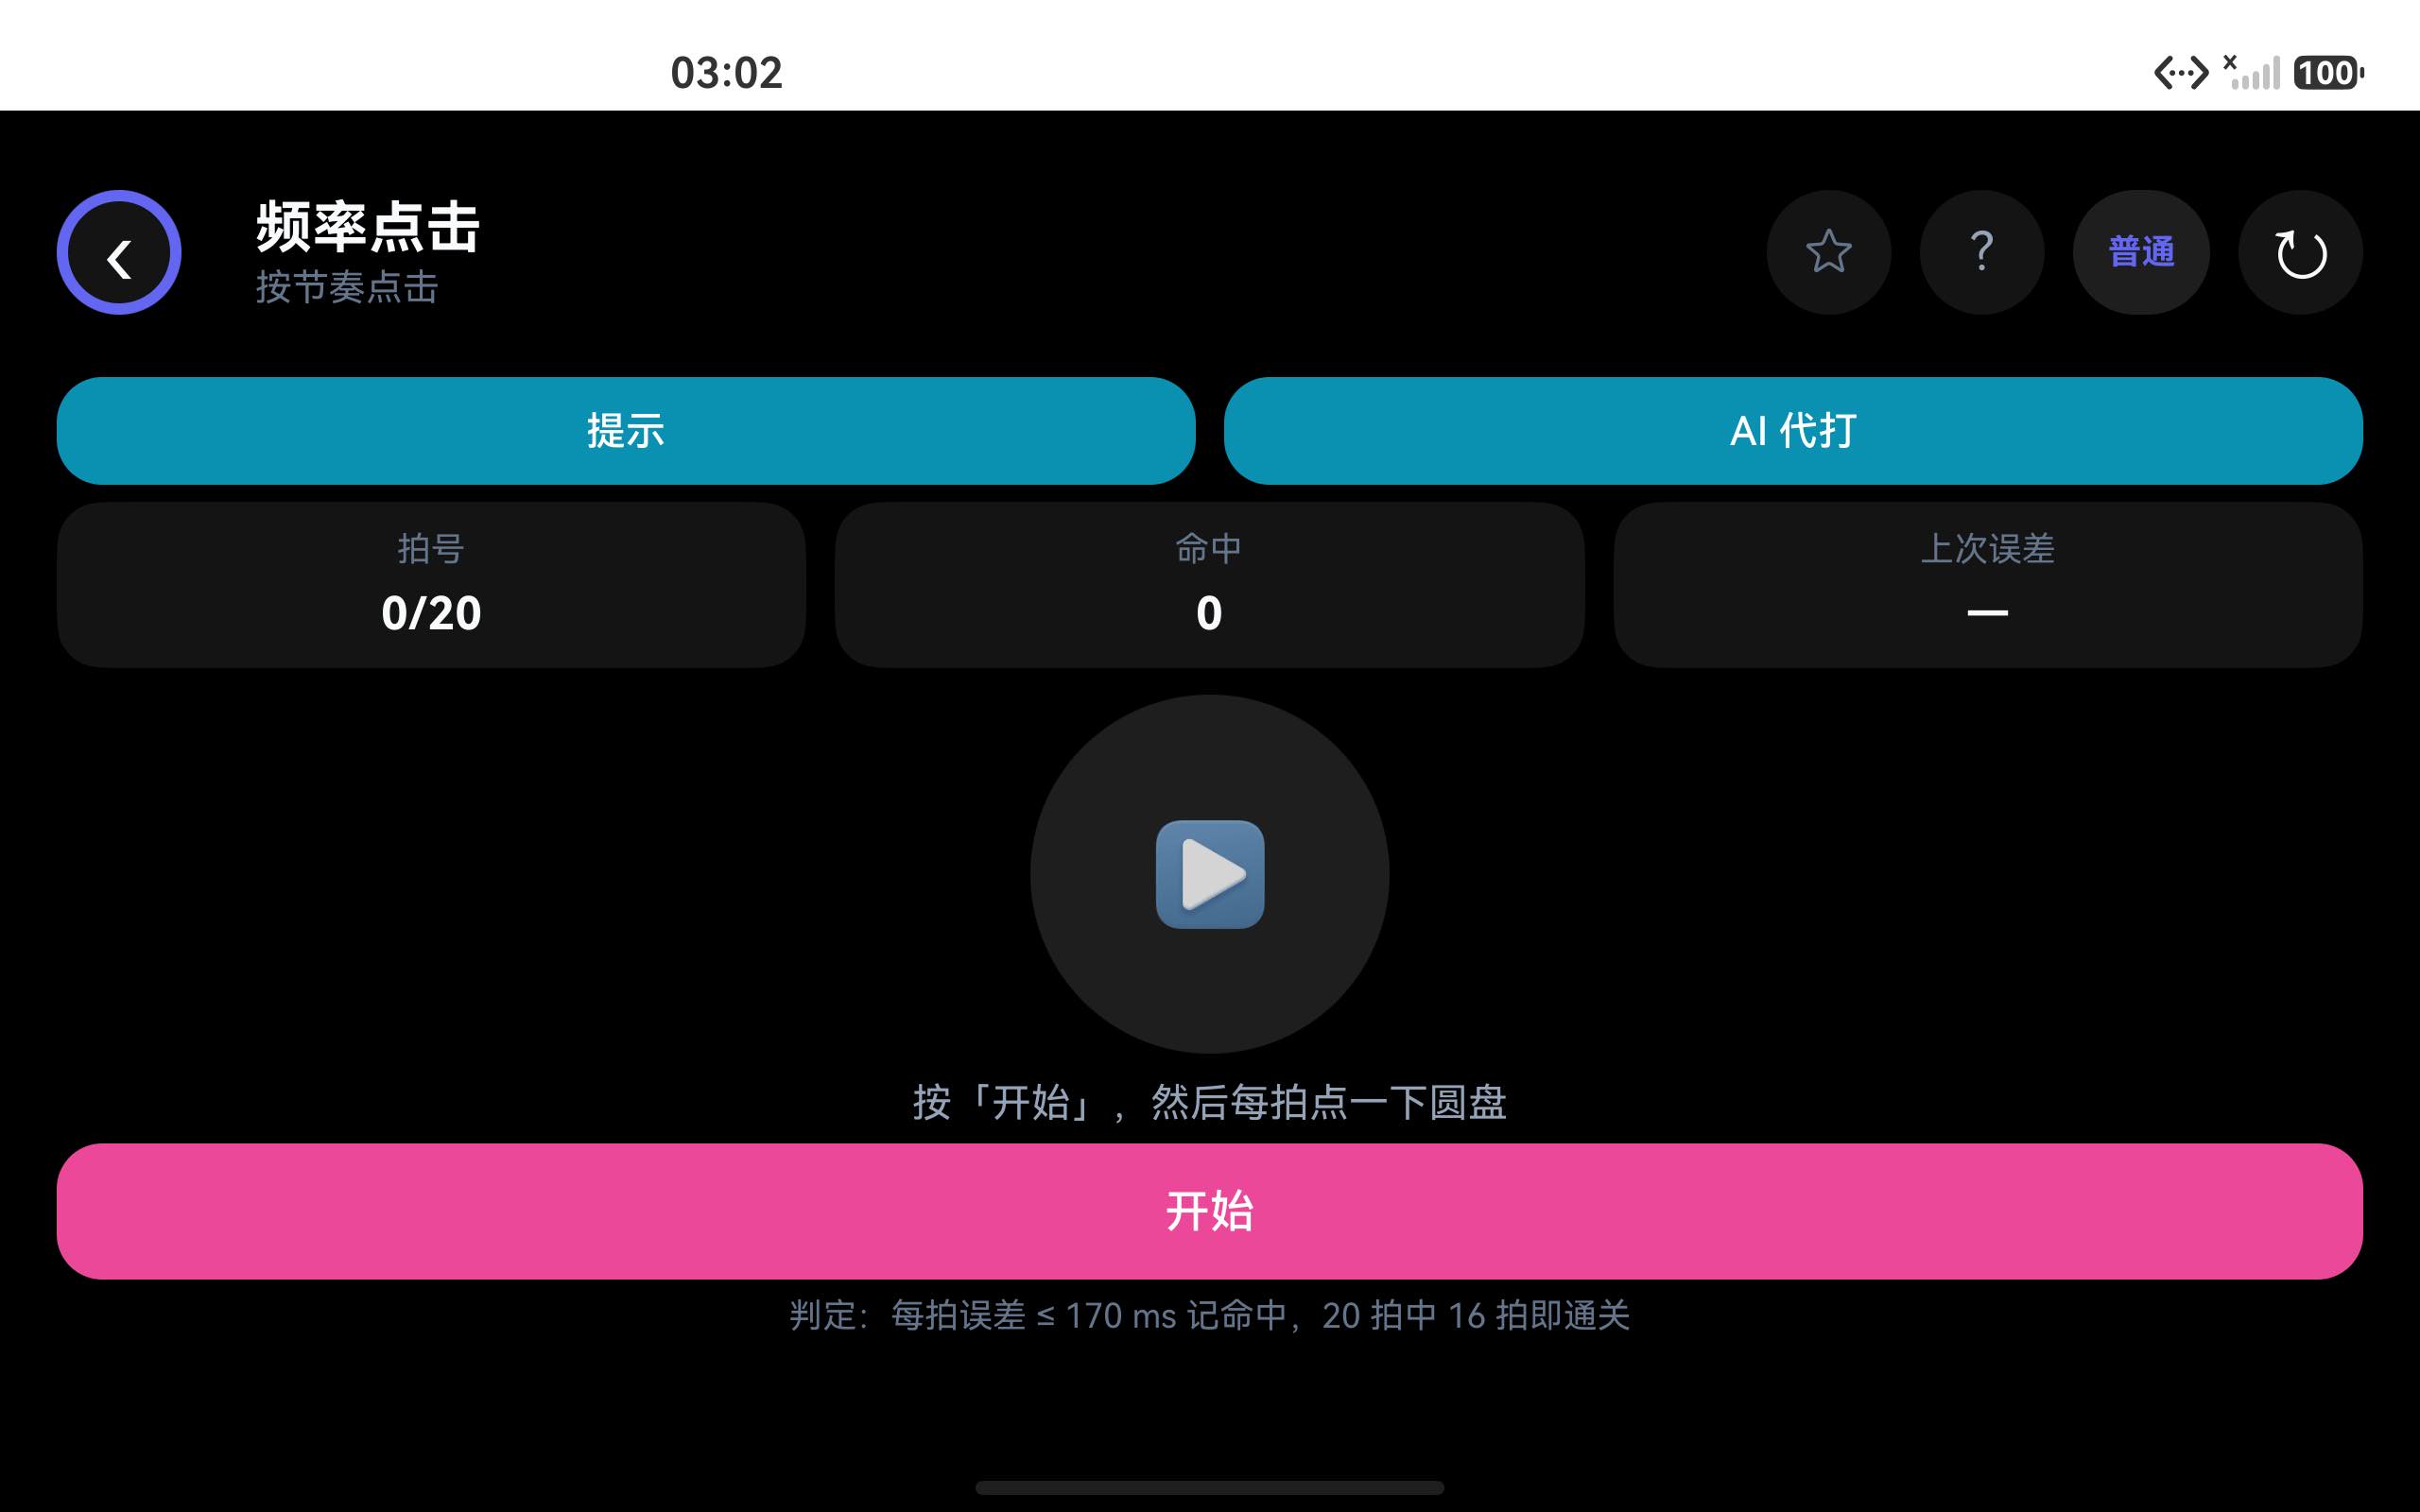 03:02
100
频率点击
按节奏点击
?
普通
提示
AI 代打
拍号
命中
上次误差
0/20
0
—
按「开始」，然后每拍点一下圆盘
开始
判定：每拍误差 ≤ 170 ms 记命中，20 拍中 16 拍即通关